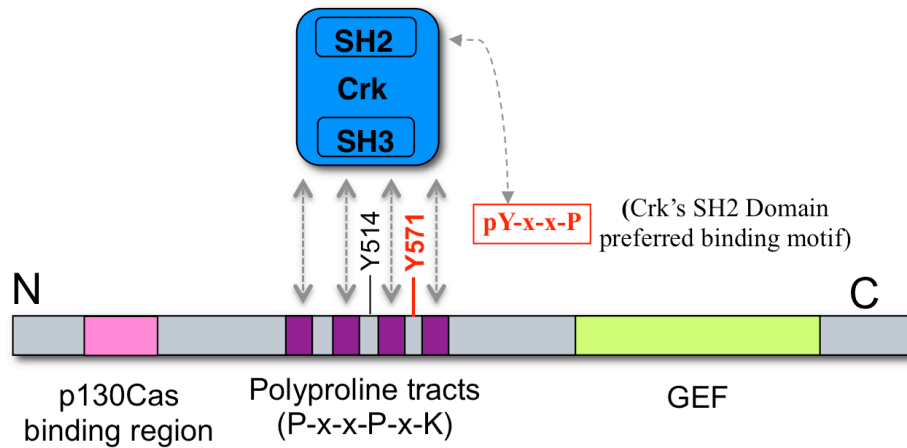 SH2
Crk
SH3
Y514
Y571
pY-x-x-P
(Crk's SH2 Domain
preferred binding motif)
N
C
p130Cas
binding region
Polyproline tracts
(P-x-x-P-x-K)
GEF